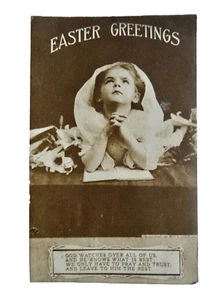 EASTER GREETINGS
GOD WATCHES OVER ALL OF US,
AND HE KNOWS WHAT IS BEST,
WE ONLY HAVE TO PRAY AND TRUST,
AND LEAVE TO HIM THE REST.